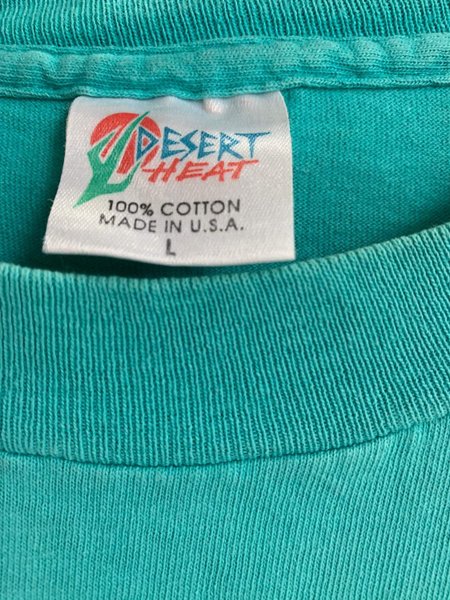 DESERT
HEAT
100% COTTON
MADE IN U.S.A.
L